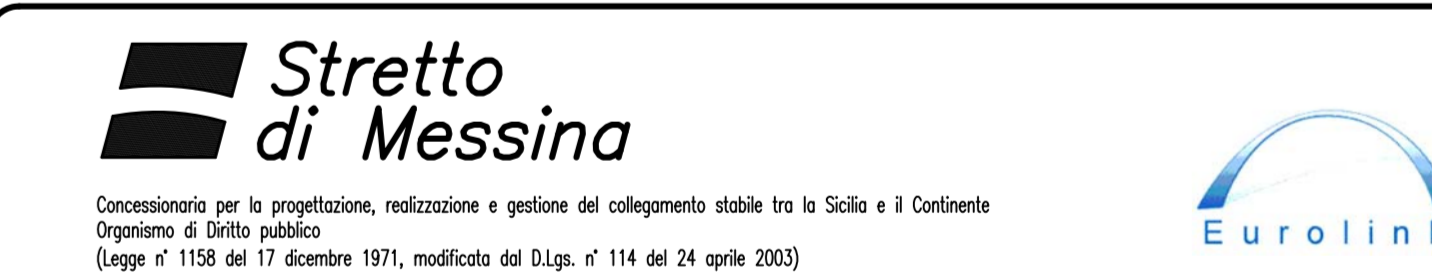 Stretto
di Messina
Concessionaria per la progettazione, realizzazione e gestione del collegamento stabile tra la Sicilia e il Continente
Organismo di Diritto pubblico
(Legge n° 1158 del 17 dicembre 1971, modificata dal D.Lgs. n° 114 del 24 aprile 2003)
Eurolin